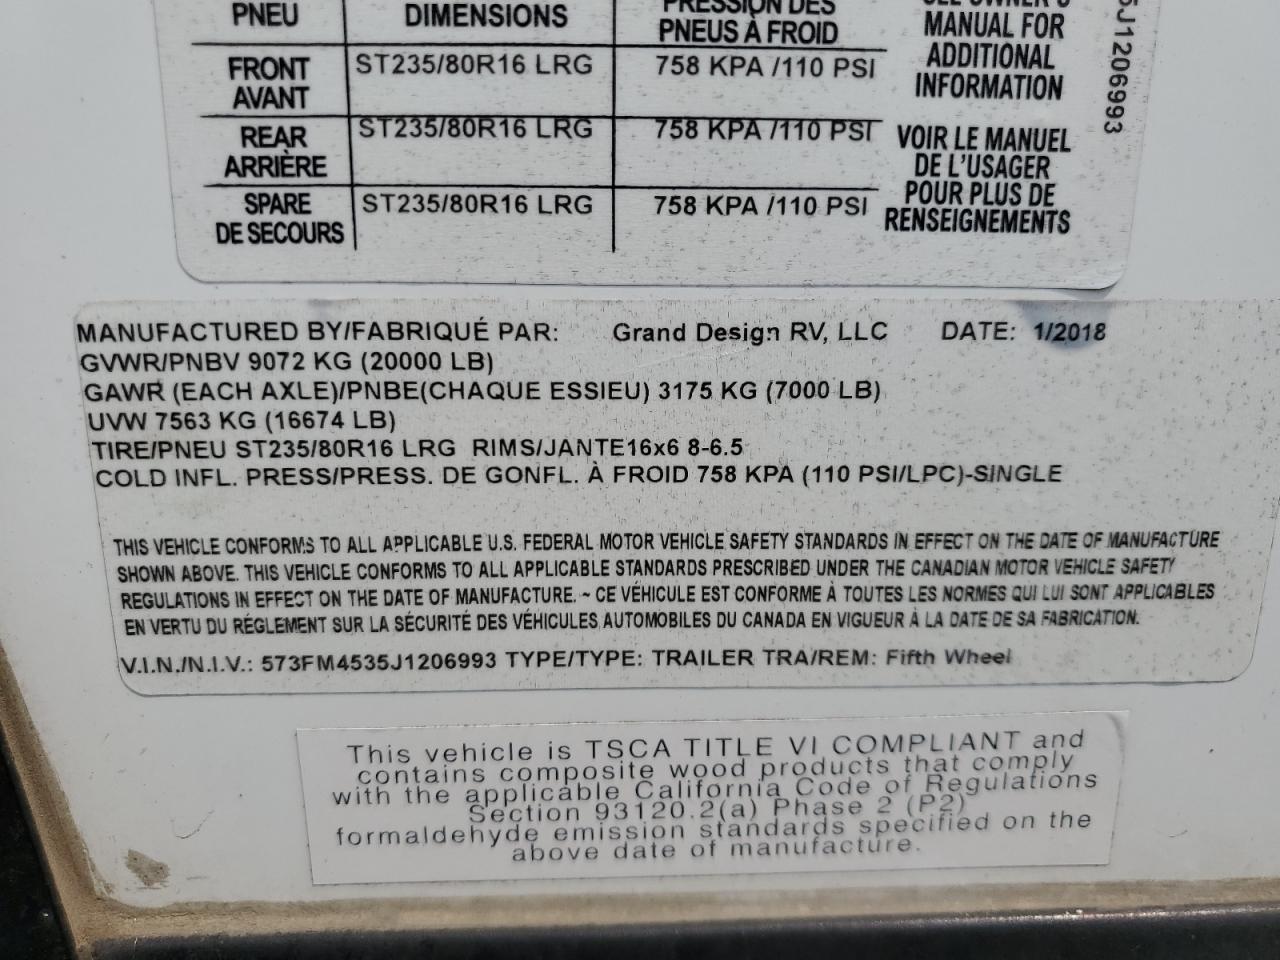 PNEU DIMENSIONS PRESSION DES
PNEUS À FROID
SEE OWNER'S
MANUAL FOR
ADDITIONAL
INFORMATION
FRONT
AVANT
ST235/80R16 LRG 758 KPA /110 PSI
REAR
ARRIÈRE
ST235/80R16 LRG 758 KPA /110 PSI
SPARE
DE SECOURS
ST235/80R16 LRG 758 KPA /110 PSI
VOIR LE MANUEL
DE L'USAGER
POUR PLUS DE
RENSEIGNEMENTS
5J1206993
MANUFACTURED BY/FABRIQUÉ PAR: Grand Design RV, LLC DATE: 1/2018
GVWR/PNBV 9072 KG (20000 LB)
GAWR (EACH AXLE)/PNBE(CHAQUE ESSIEU) 3175 KG (7000 LB)
UVW 7563 KG (16674 LB)
TIRE/PNEU ST235/80R16 LRG RIMS/JANTE16x6 8-6.5
COLD INFL. PRESS/PRESS. DE GONFL. À FROID 758 KPA (110 PSI/LPC)-SINGLE
THIS VEHICLE CONFORMS TO ALL APPLICABLE U.S. FEDERAL MOTOR VEHICLE SAFETY STANDARDS IN EFFECT ON THE DATE OF MANUFACTURE
SHOWN ABOVE. THIS VEHICLE CONFORMS TO ALL APPLICABLE STANDARDS PRESCRIBED UNDER THE CANADIAN MOTOR VEHICLE SAFETY
REGULATIONS IN EFFECT ON THE DATE OF MANUFACTURE. ~ CE VÉHICULE EST CONFORME À TOUTES LES NORMES QUI LUI SONT APPLICABLES
EN VERTU DU RÉGLEMENT SUR LA SÉCURITÉ DES VÉHICULES AUTOMOBILES DU CANADA EN VIGUEUR À LA DATE DE SA FABRICATION.
V.I.N./N.I.V.: 573FM4535J1206993 TYPE/TYPE: TRAILER TRA/REM: Fifth Wheel
This vehicle is TSCA TITLE VI COMPLIANT and
contains composite wood products that comply
with the applicable California Code of Regulations
Section 93120.2(a) Phase 2 (P2)
formaldehyde emission standards specified on the
above date of manufacture.